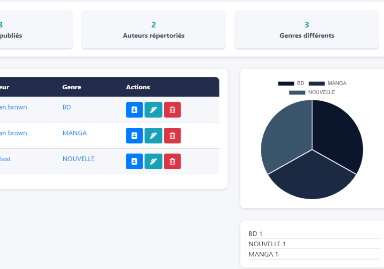 3 2 3
publiés Auteurs répertoriés Genres différents
eur Genre Actions
an brown BD
an brown MANGA
test NOUVELLE
BD MANGA
NOUVELLE
BD 1
NOUVELLE 1
MANGA 1